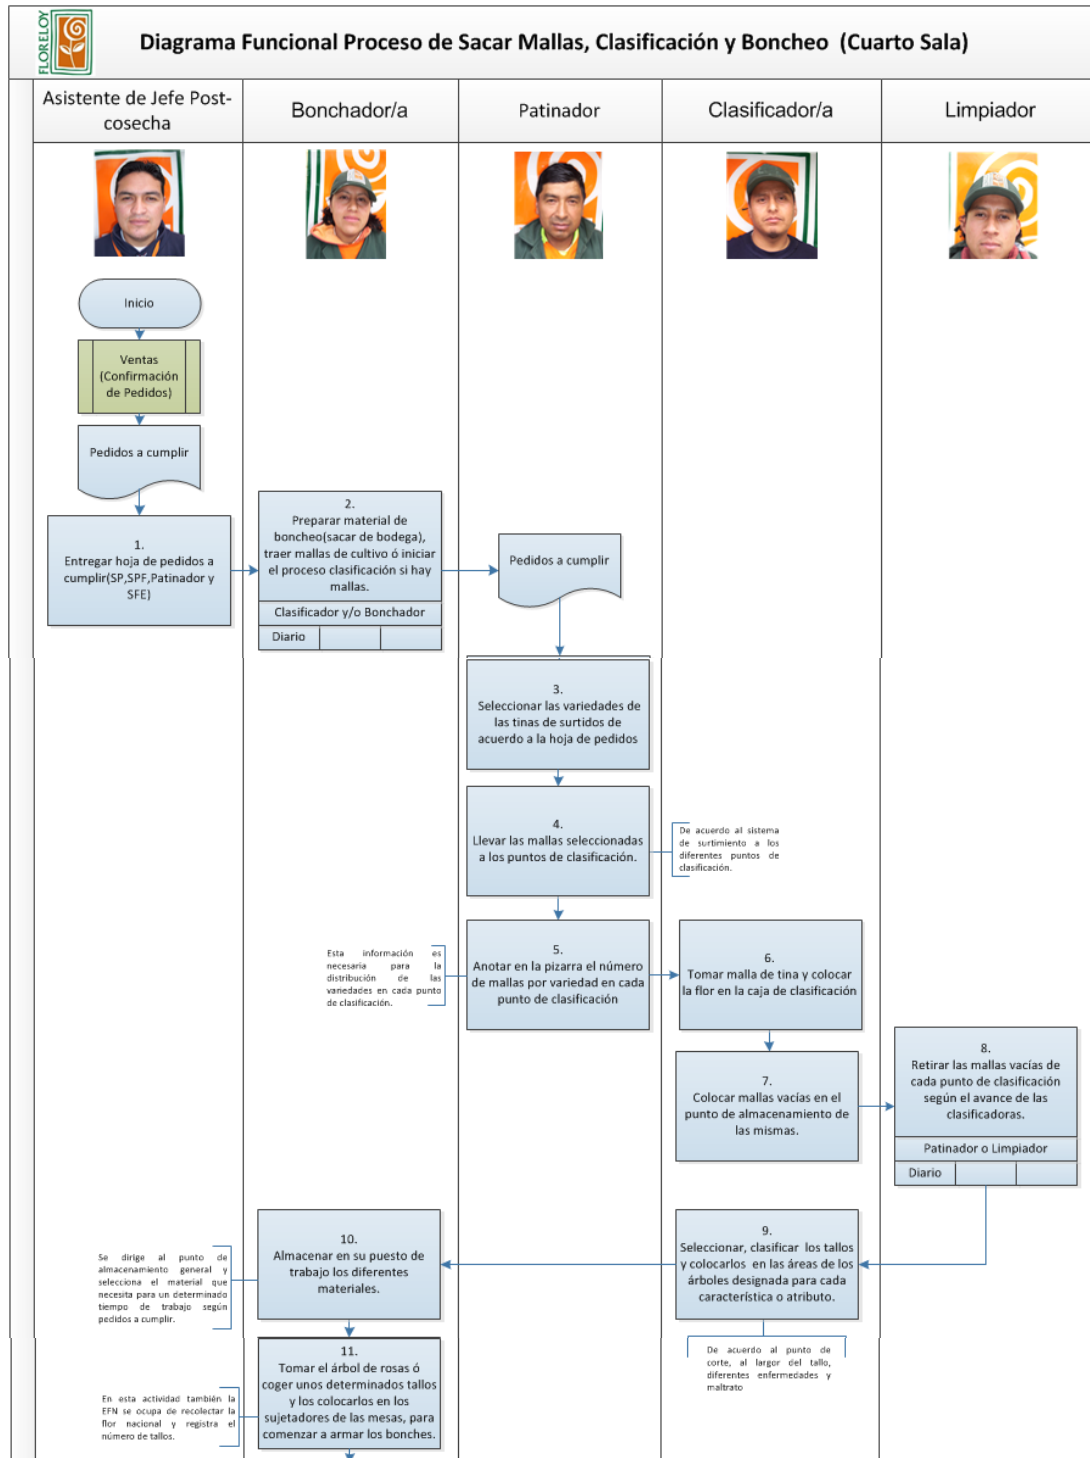 FLORELOY
Diagrama Funcional Proceso de Sacar Mallas, Clasificación y Boncheo  (Cuarto Sala)
Asistente de Jefe Post-
cosecha
Bonchador/a
Patinador
Clasificador/a
Limpiador
Inicio
Ventas
(Confirmación
de Pedidos)
Pedidos a cumplir
1.
Entregar hoja de pedidos a
cumplir(SP,SPF,Patinador y
SFE)
2.
Preparar material de
boncheo(sacar de bodega),
traer mallas de cultivo ó iniciar
el proceso clasificación si hay
mallas.
Clasificador y/o Bonchador
Diario
Pedidos a cumplir
3.
Seleccionar las variedades de
las tinas de surtidos de
acuerdo a la hoja de pedidos
4.
Llevar las mallas seleccionadas
a los puntos de clasificación.
De acuerdo al sistema
de surtimiento a los
diferentes puntos de
clasificación.
Esta información es
necesaria para la
distribución de las
variedades en cada punto
de clasificación.
5.
Anotar en la pizarra el número
de mallas por variedad en cada
punto de clasificación
6.
Tomar malla de tina y colocar
la flor en la caja de clasificación
7.
Colocar mallas vacías en el
punto de almacenamiento de
las mismas.
8.
Retirar las mallas vacías de
cada punto de clasificación
según el avance de las
clasificadoras.
Patinador o Limpiador
Diario
9.
Seleccionar, clasificar  los tallos
y colocarlos  en las áreas de los
árboles designada para cada
característica o atributo.
De acuerdo al punto de
corte, al largor del tallo,
diferentes enfermedades y
maltrato
10.
Almacenar en su puesto de
trabajo los diferentes
materiales.
Se dirige al punto de
almacenamiento general y
selecciona el material que
necesita para un determinado
tiempo de trabajo según
pedidos a cumplir.
11.
Tomar el árbol de rosas ó
coger unos determinados tallos
y los colocarlos en los
sujetadores de las mesas, para
comenzar a armar los bonches.
En esta actividad también la
EFN se ocupa de recolectar la
flor nacional y registra el
número de tallos.